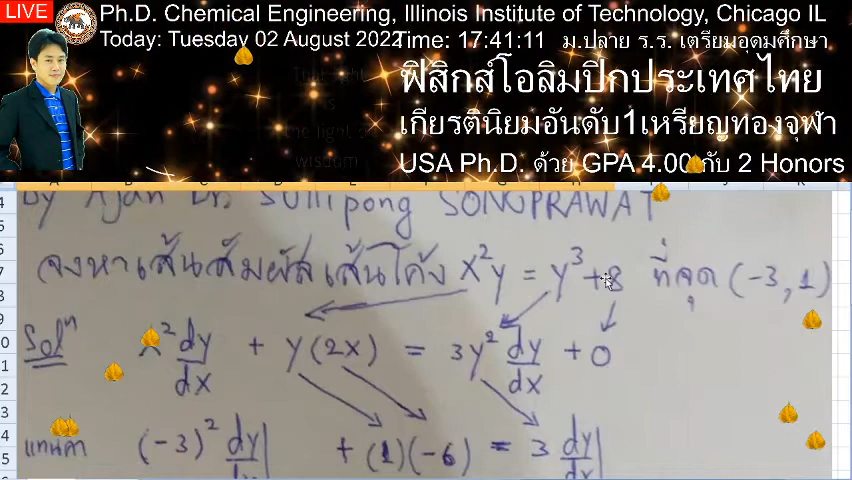 LIVE
Ph.D. Chemical Engineering, Illinois Institute of Technology, Chicago IL
Today: Tuesday 02 August 2022 Time: 17:41:11 ม.ปลาย ร.ร. เตรียมอุดมศึกษา
ฟิสิกส์โอลิมปิกประเทศไทย
เกียรตินิยมอันดับ1เหรียญทองจุฬา
USA Ph.D. ด้วย GPA 4.00 กับ 2 Honors
wisdom
By Ajan Dr. SURIPONG SONGPRAWAT
จงหาเส้นสัมผัสเส้นโค้ง x²y = y³+8 ที่จุด (-3, 1)
Solⁿ x² dy/dx + y(2x) = 3y² dy/dx + 0
แทนค่า (-3)² dy/dx| + (1)(-6) = 3 dy/dx|